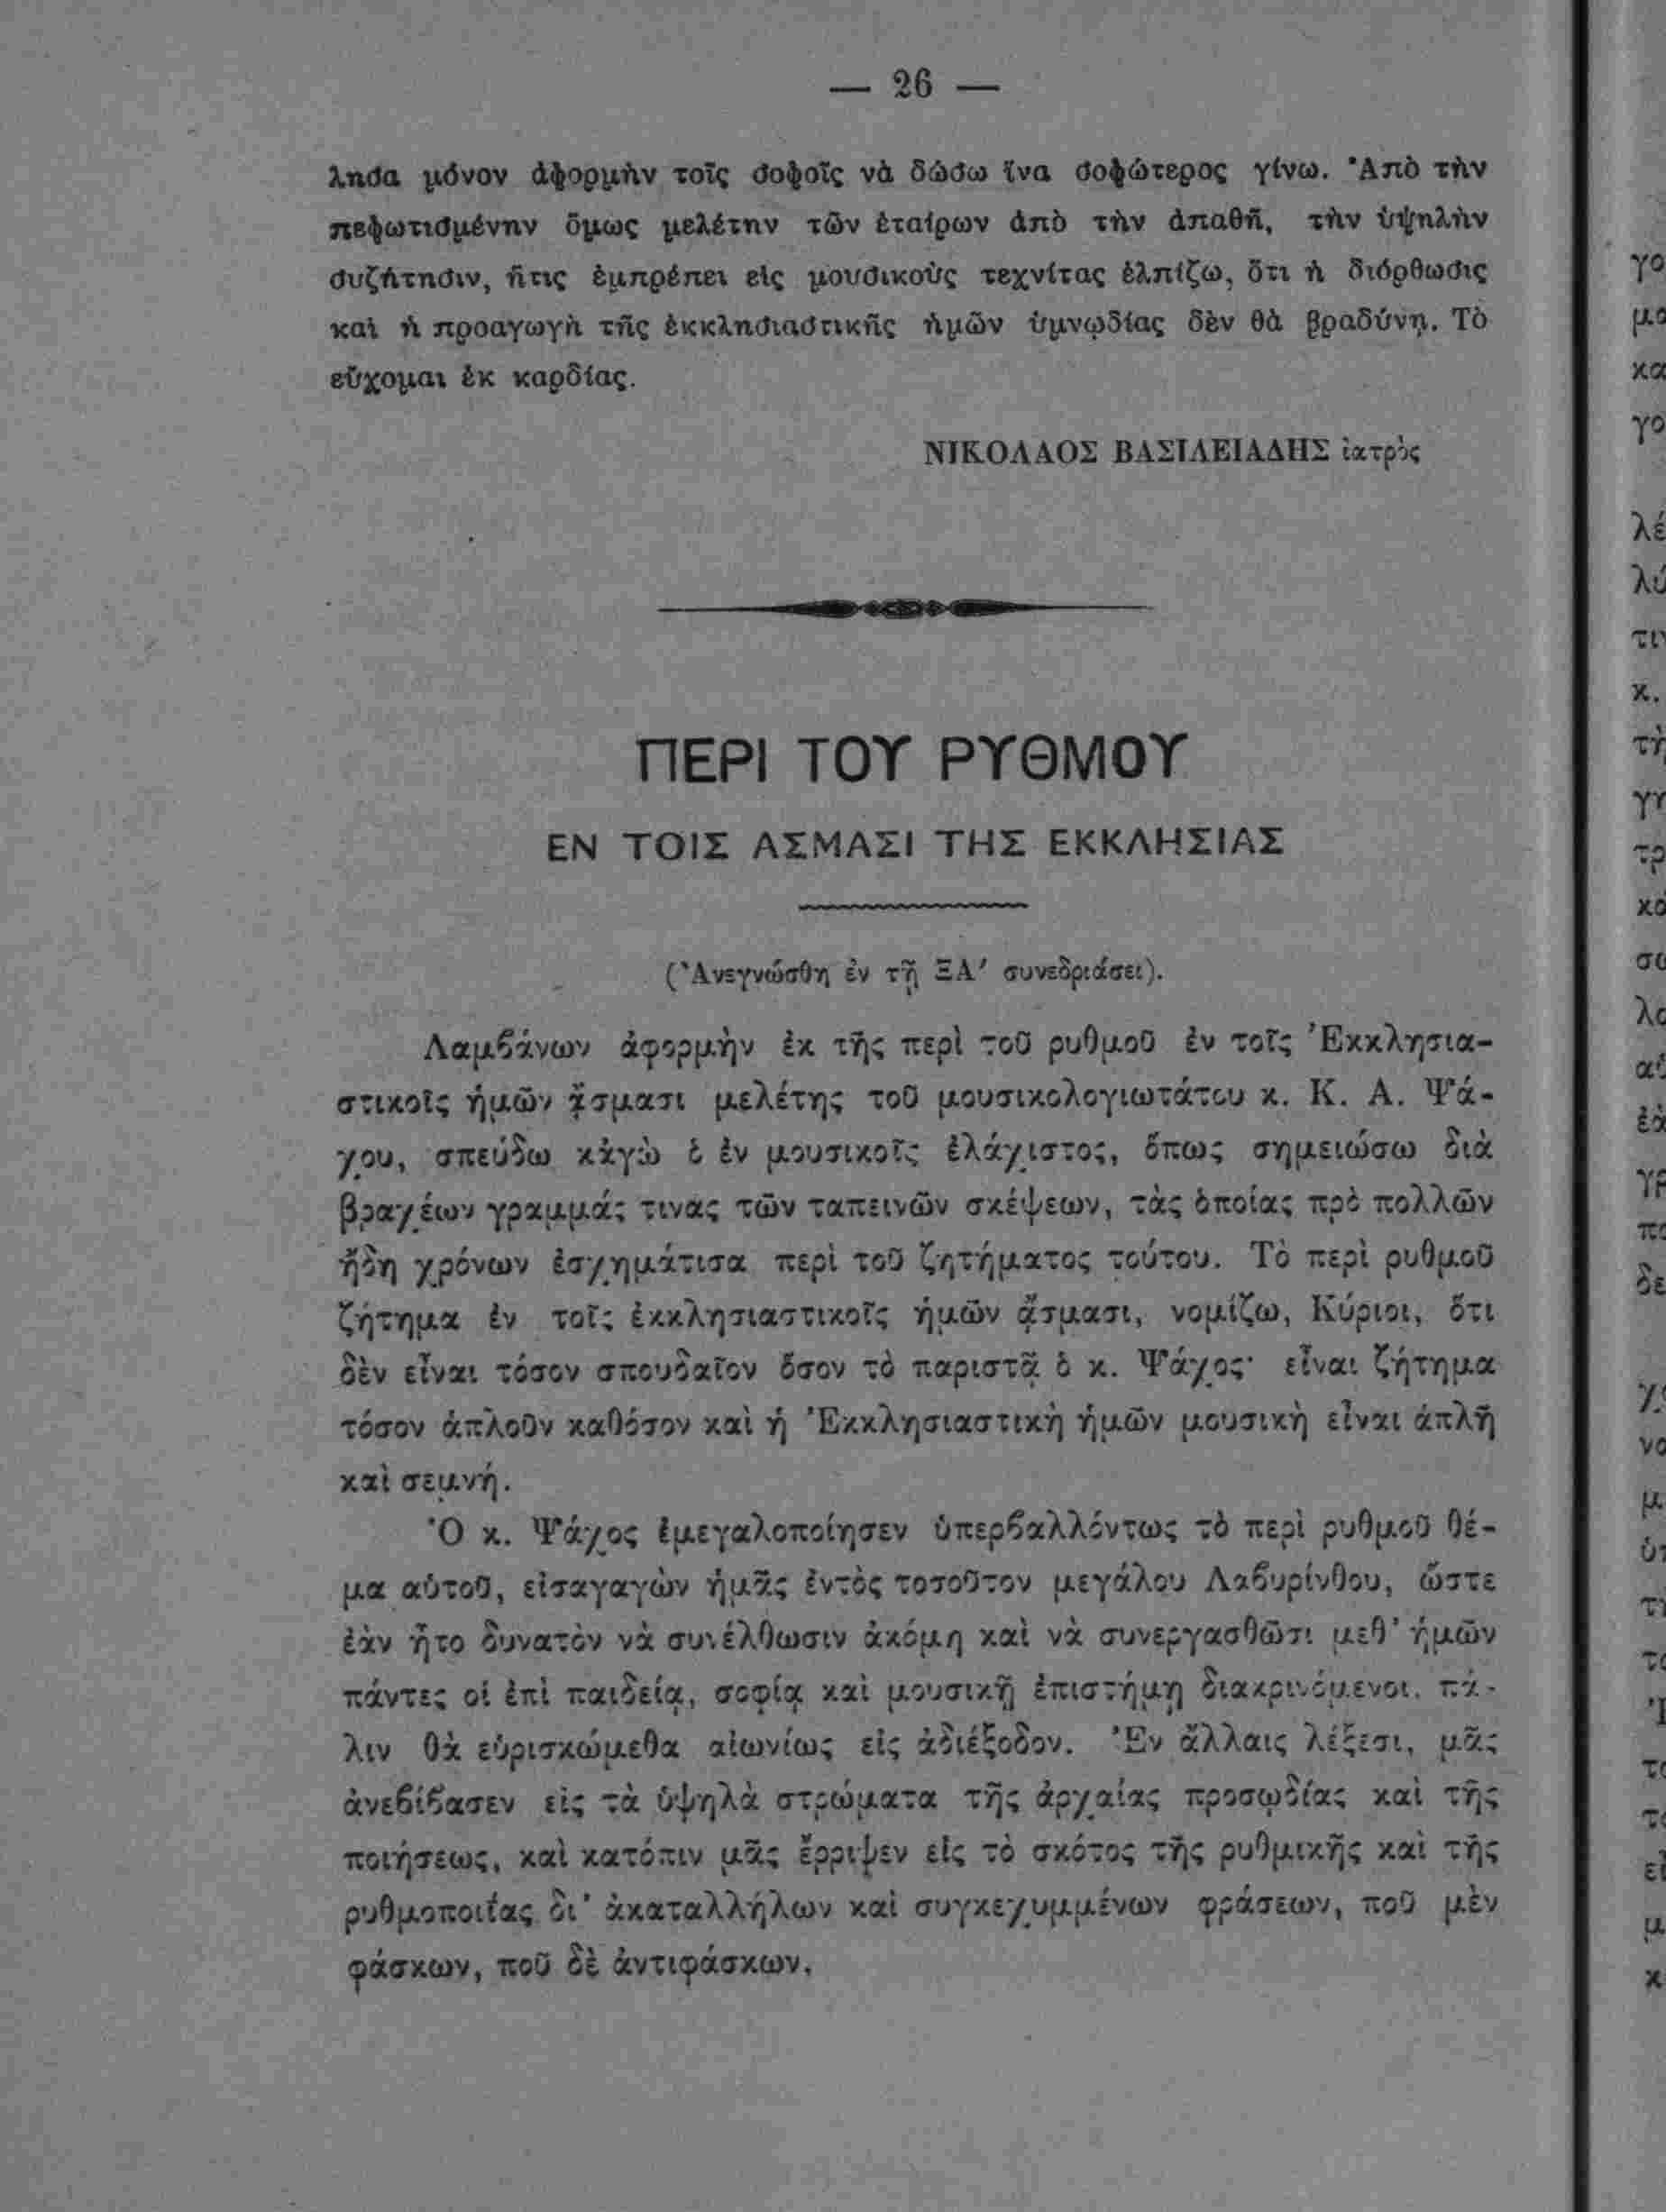 — 26 —
λησα μόνον ἀφορμὴν τοῖς σοφοῖς νὰ δώσω ἵνα σοφώτερος γίνω. Ἀπὸ τὴν
πεφωτισμένην ὅμως μελέτην τῶν ἑταίρων ἀπὸ τὴν ἀπαθῆ, τὴν ὑψηλὴν
συζήτησιν, ἥτις ἐμπρέπει εἰς μουσικοὺς τεχνίτας ἐλπίζω, ὅτι ἡ διόρθωσις
καὶ ἡ προαγωγὴ τῆς ἐκκλησιαστικῆς ἡμῶν ὑμνῳδίας δὲν θὰ βραδύνῃ. Τὸ
εὔχομαι ἐκ καρδίας.
ΝΙΚΟΛΑΟΣ ΒΑΣΙΛΕΙΑΔΗΣ ἰατρὸς
ΠΕΡΙ ΤΟΥ ΡΥΘΜΟΥ
ΕΝ ΤΟΙΣ ΑΣΜΑΣΙ ΤΗΣ ΕΚΚΛΗΣΙΑΣ
(Ἀνεγνώσθη ἐν τῇ ΞΑ′ συνεδριάσει).
Λαμβάνων ἀφορμὴν ἐκ τῆς περὶ τοῦ ρυθμοῦ ἐν τοῖς Ἐκκλησια-
στικοῖς ἡμῶν ᾄσμασι μελέτης τοῦ μουσικολογιωτάτου κ. Κ. Α. Ψά-
χου, σπεύδω κἀγὼ ὁ ἐν μουσικοῖς ἐλάχιστος, ὅπως σημειώσω διὰ
βραχέων γραμμάς τινας τῶν ταπεινῶν σκέψεων, τὰς ὁποίας πρὸ πολλῶν
ἤδη χρόνων ἐσχημάτισα περὶ τοῦ ζητήματος τούτου. Τὸ περὶ ρυθμοῦ
ζήτημα ἐν τοῖς ἐκκλησιαστικοῖς ἡμῶν ᾄσμασι, νομίζω, Κύριοι, ὅτι
δὲν εἶναι τόσον σπουδαῖον ὅσον τὸ παριστᾷ ὁ κ. Ψάχος· εἶναι ζήτημα
τόσον ἁπλοῦν καθόσον καὶ ἡ Ἐκκλησιαστικὴ ἡμῶν μουσικὴ εἶναι ἁπλῆ
καὶ σεμνή.
Ὁ κ. Ψάχος ἐμεγαλοποίησεν ὑπερβαλλόντως τὸ περὶ ρυθμοῦ θέ-
μα αὐτοῦ, εἰσαγαγὼν ἡμᾶς ἐντὸς τοσοῦτον μεγάλου Λαβυρίνθου, ὥστε
ἐὰν ἦτο δυνατὸν νὰ συνέλθωσιν ἀκόμη καὶ νὰ συνεργασθῶσι μεθ' ἡμῶν
πάντες οἱ ἐπὶ παιδείᾳ, σοφίᾳ καὶ μουσικῇ ἐπιστήμῃ διακρινόμενοι, πά-
λιν θὰ εὑρισκώμεθα αἰωνίως εἰς ἀδιέξοδον. Ἐν ἄλλαις λέξεσι, μᾶς
ἀνεβίβασεν εἰς τὰ ὑψηλὰ στρώματα τῆς ἀρχαίας προσῳδίας καὶ τῆς
ποιήσεως, καὶ κατόπιν μᾶς ἔρριψεν εἰς τὸ σκότος τῆς ρυθμικῆς καὶ τῆς
ρυθμοποιΐας δι' ἀκαταλλήλων καὶ συγκεχυμμένων φράσεων, ποῦ μὲν
φάσκων, ποῦ δὲ ἀντιφάσκων.